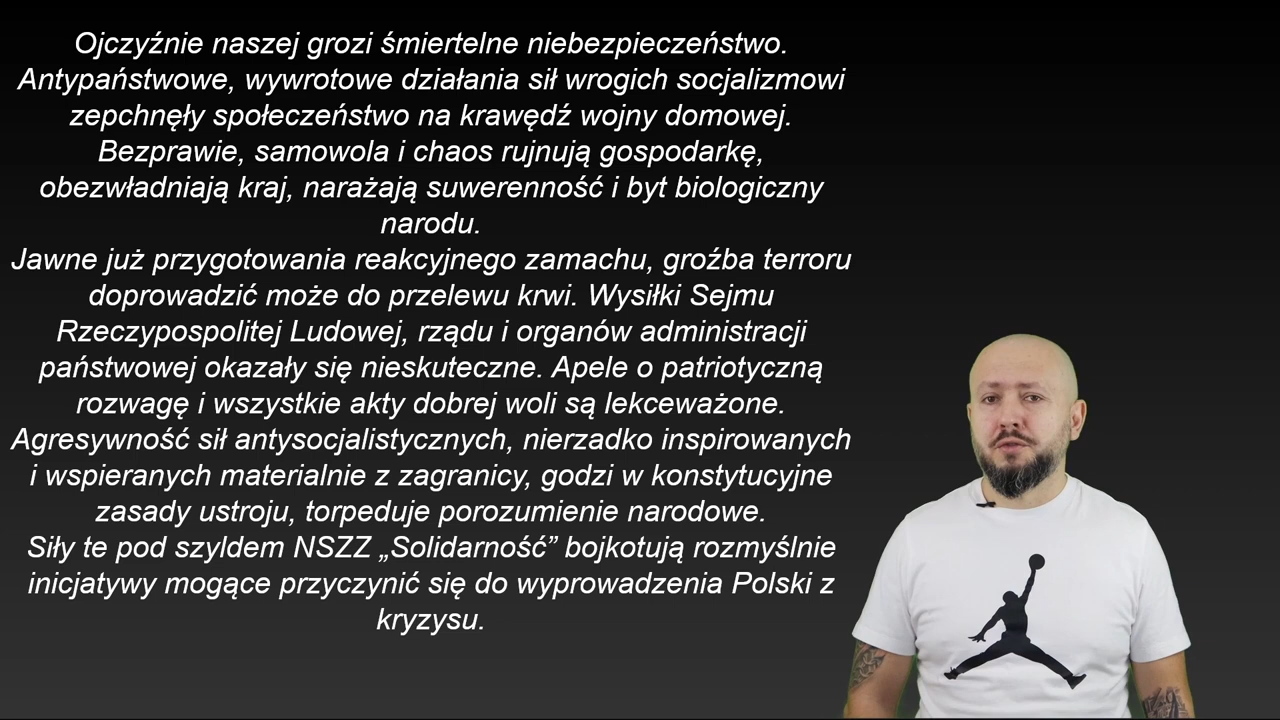 Ojczyźnie naszej grozi śmiertelne niebezpieczeństwo.
Antypaństwowe, wywrotowe działania sił wrogich socjalizmowi
zepchnęły społeczeństwo na krawędź wojny domowej.
Bezprawie, samowola i chaos rujnują gospodarkę,
obezwładniają kraj, narażają suwerenność i byt biologiczny
narodu.
Jawne już przygotowania reakcyjnego zamachu, groźba terroru
doprowadzić może do przelewu krwi. Wysiłki Sejmu
Rzeczypospolitej Ludowej, rządu i organów administracji
państwowej okazały się nieskuteczne. Apele o patriotyczną
rozwagę i wszystkie akty dobrej woli są lekceważone.
Agresywność sił antysocjalistycznych, nierzadko inspirowanych
i wspieranych materialnie z zagranicy, godzi w konstytucyjne
zasady ustroju, torpeduje porozumienie narodowe.
Siły te pod szyldem NSZZ „Solidarność” bojkotują rozmyślnie
inicjatywy mogące przyczynić się do wyprowadzenia Polski z
kryzysu.